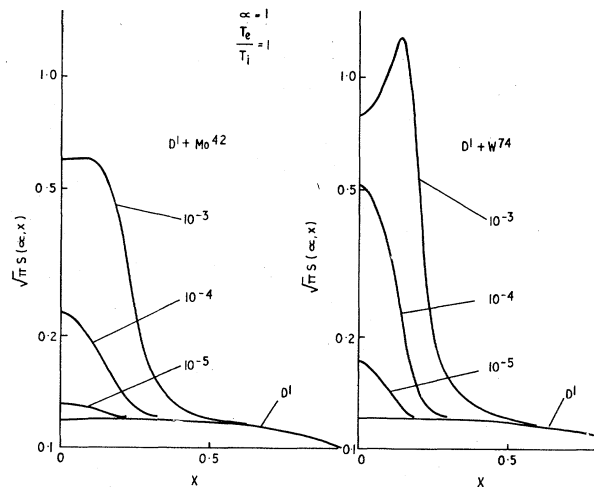 ∝ = 1
Te
Ti = 1
1.0
0.5
0.2
0.1
√π S(∝,x)
D¹ + Mo⁴²
10⁻³
10⁻⁴
10⁻⁵
D¹
0
0.5
X
1.0
0.5
0.2
0.1
√π S(∝,x)
D¹ + W⁷⁴
10⁻³
10⁻⁴
10⁻⁵
D¹
0
0.5
X